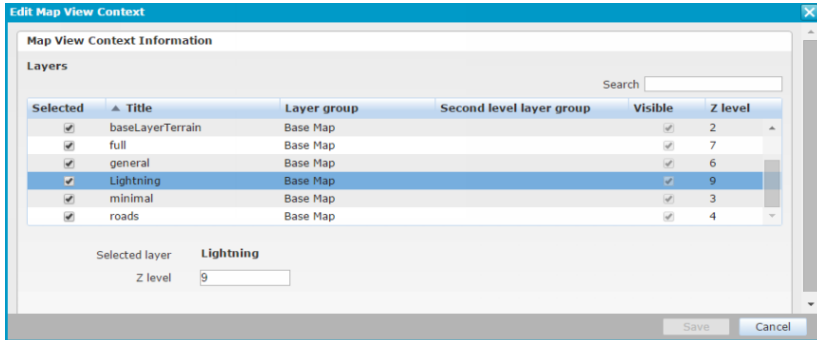 Edit Map View Context
Map View Context Information
Layers
Search
Selected Title Layer group Second level layer group Visible Z level
baseLayerTerrain Base Map 2
full Base Map 7
general Base Map 6
Lightning Base Map 9
minimal Base Map 3
roads Base Map 4
Selected layer Lightning
Z level 9
Save Cancel